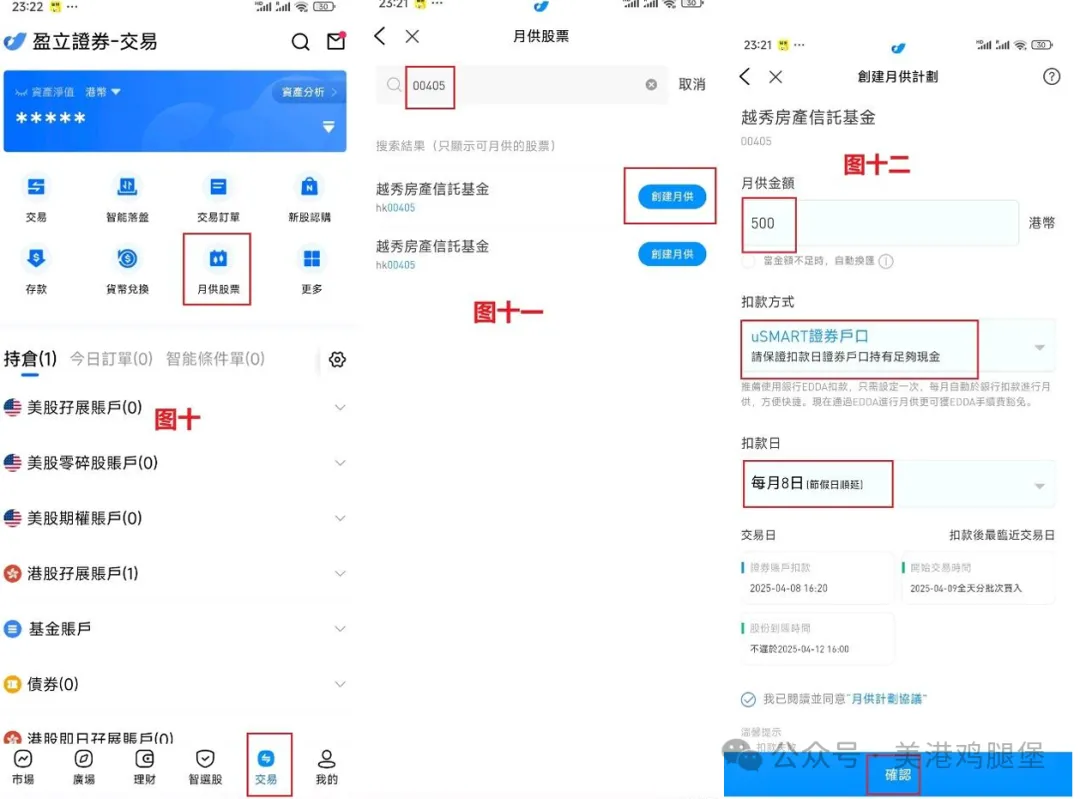 23:22
30
盈立證券-交易
資產淨值 港幣
資產分析
*****
交易
智能落盤
交易訂單
新股認購
存款
貨幣兌換
月供股票
更多
持倉(1) 今日訂單(0) 智能條件單(0)
美股孖展賬戶(0)
图十
美股零碎股賬戶(0)
美股期權賬戶(0)
港股孖展賬戶(1)
基金賬戶
債券(0)
港股即日孖展賬戶(0)
市場
廣場
理財
智選股
交易
我的
23:21
30
月供股票
00405
取消
搜索結果（只顯示可月供的股票）
越秀房產信託基金
hk00405
創建月供
越秀房產信託基金
hk00405
創建月供
图十一
23:21
30
創建月供計劃
越秀房產信託基金
00405
图十二
月供金額
500
港幣
當金額不足時，自動換匯
扣款方式
uSMART證券戶口
請保證扣款日證券戶口持有足夠現金
推薦使用銀行EDDA扣款，只需設定一次，每月自動於銀行扣款進行月
供，方便快捷。現在通過EDDA進行月供更可獲EDDA手續費豁免。
扣款日
每月8日(節假日順延)
交易日
扣款後最臨近交易日
證券賬戶扣款
2025-04-08 16:20
開始交易時間
2025-04-09全天分批次買入
股份到賬時間
不遲於2025-04-12 16:00
我已閱讀並同意"月供計劃協議"
溫馨提示
公众号 美港鸡腿堡
確認